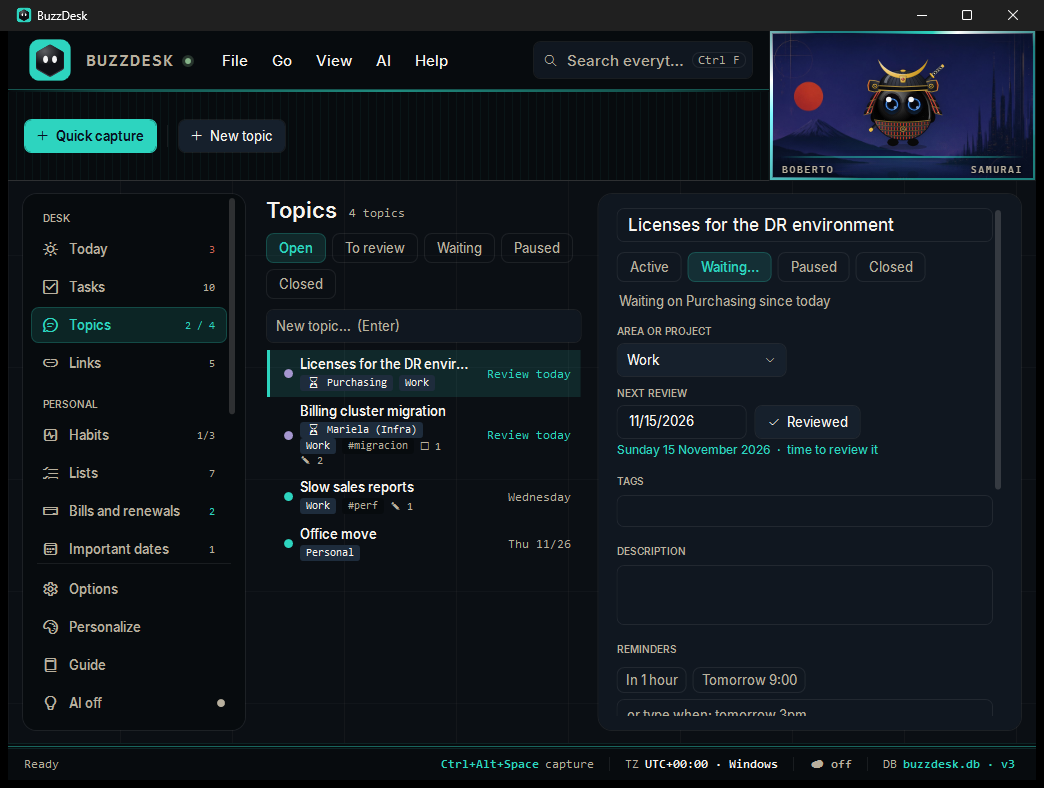 BuzzDesk
BUZZDESK
File Go View AI Help
Search everyt... Ctrl F
BOBERTO SAMURAI
+ Quick capture
+ New topic
DESK
Today 3
Tasks 10
Topics 2 / 4
Links 5
PERSONAL
Habits 1/3
Lists 7
Bills and renewals 2
Important dates 1
Options
Personalize
Guide
AI off
Topics 4 topics
Open To review Waiting Paused
Closed
New topic... (Enter)
Licenses for the DR envir...
Purchasing Work
Review today
Billing cluster migration
Mariela (Infra)
Work #migracion 1
2
Review today
Slow sales reports
Work #perf 1
Wednesday
Office move
Personal
Thu 11/26
Licenses for the DR environment
Active Waiting... Paused Closed
Waiting on Purchasing since today
AREA OR PROJECT
Work
NEXT REVIEW
11/15/2026 Reviewed
Sunday 15 November 2026 · time to review it
TAGS
DESCRIPTION
REMINDERS
In 1 hour Tomorrow 9:00
or type when: tomorrow 3pm
Ready
Ctrl+Alt+Space capture
TZ UTC+00:00 · Windows
off
DB buzzdesk.db · v3